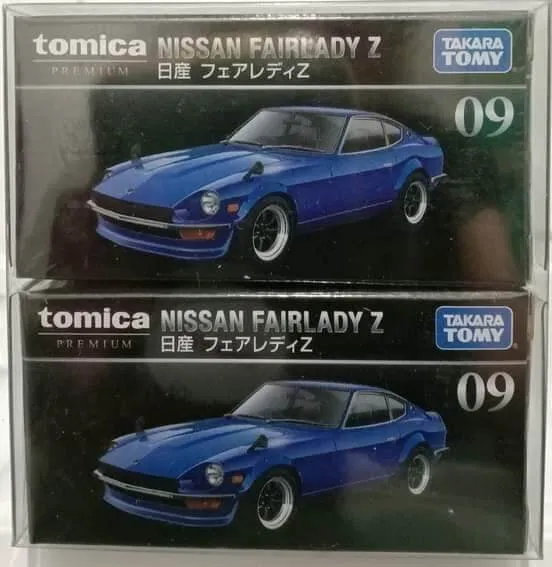 tomica NISSAN FAIRLADY Z
PREMIUM 日産 フェアレディZ
TAKARA
TOMY
09
tomica NISSAN FAIRLADY Z
PREMIUM 日産 フェアレディZ
TAKARA
TOMY
09